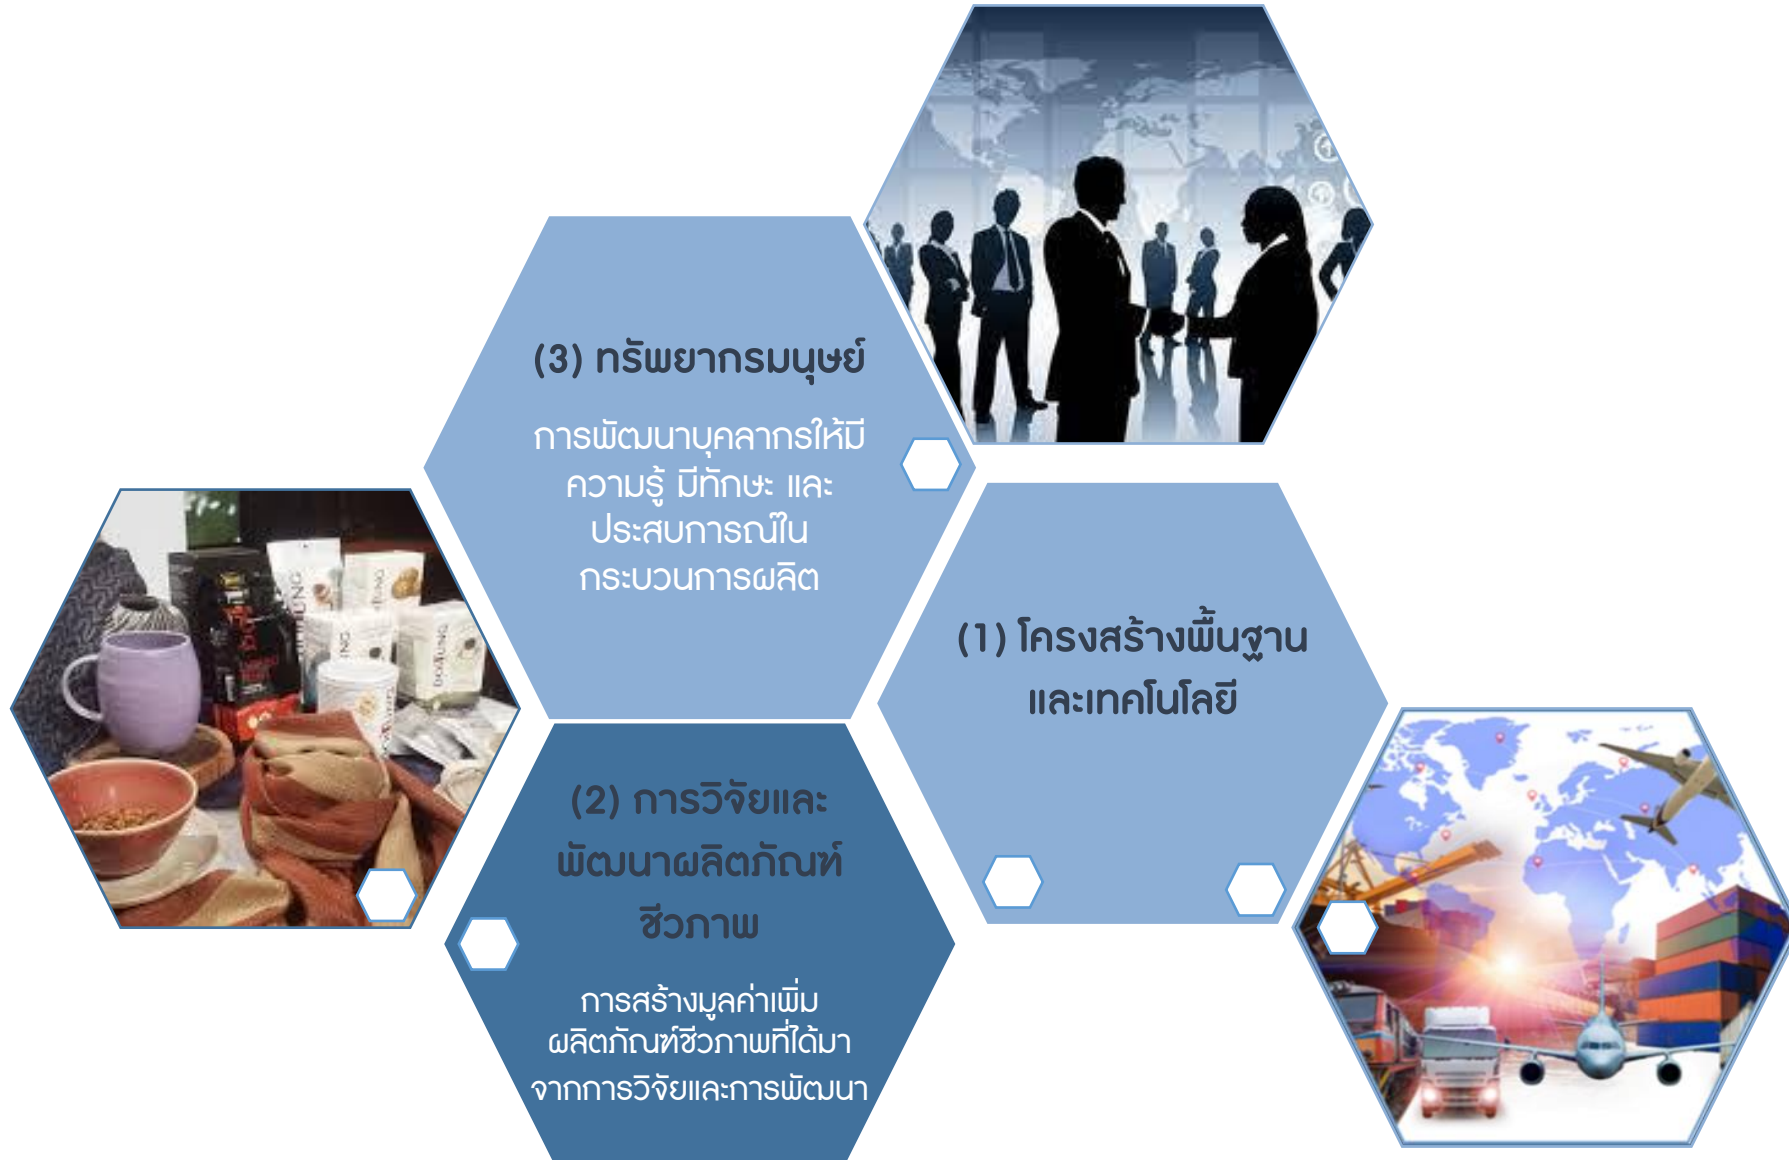 (3) ทรัพยากรมนุษย์
การพัฒนาบุคลากรให้มี
ความรู้ มีทักษะ และ
ประสบการณ์ใน
กระบวนการผลิต
(1) โครงสร้างพื้นฐาน
และเทคโนโลยี
(2) การวิจัยและ
พัฒนาผลิตภัณฑ์
ชีวภาพ
การสร้างมูลค่าเพิ่ม
ผลิตภัณฑ์ชีวภาพที่ได้มา
จากการวิจัยและการพัฒนา